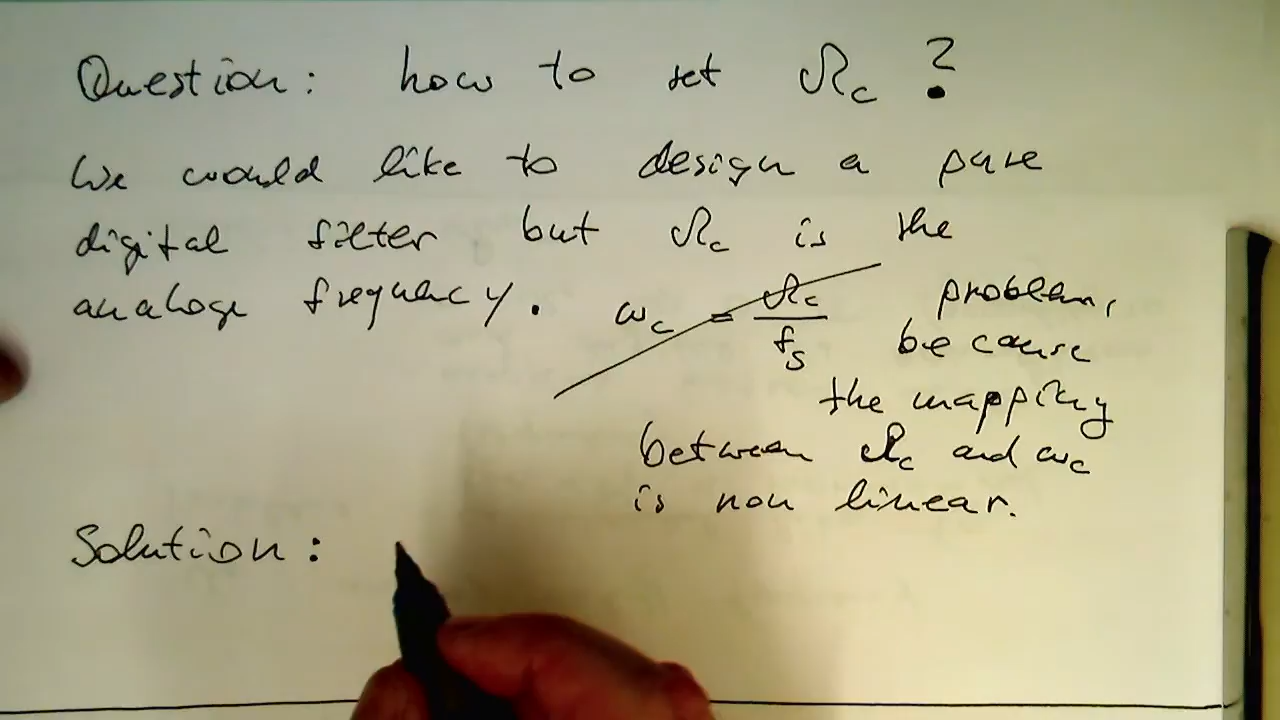 Question: how to set Ωc ?
We would like to design a pure
digital filter but Ωc is the
analoge frequency. ωc = Ωc / fs problem,
because
the mapping
between Ωc and ωc
is non linear.
Solution: